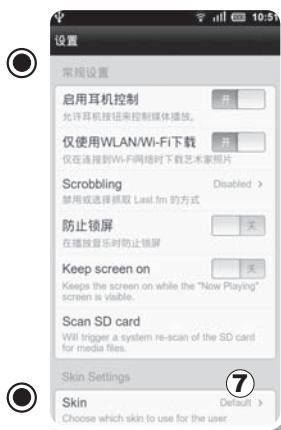 10:51
设置
常规设置
启用耳机控制 开
允许耳机按钮来控制媒体播放。
仅使用WLAN/Wi-Fi下载 开
仅在连接到Wi-Fi网络时下载艺术家照片
Scrobbling Disabled >
禁用或选择抓取 Last.fm 的方式
防止锁屏 关
在播放音乐时防止锁屏
Keep screen on 关
Keeps the screen on while the "Now Playing"
screen is visible.
Scan SD card
Will trigger a system re-scan of the SD card
for media files.
Skin Settings
⑦
Skin Default >
Choose which skin to use for the user